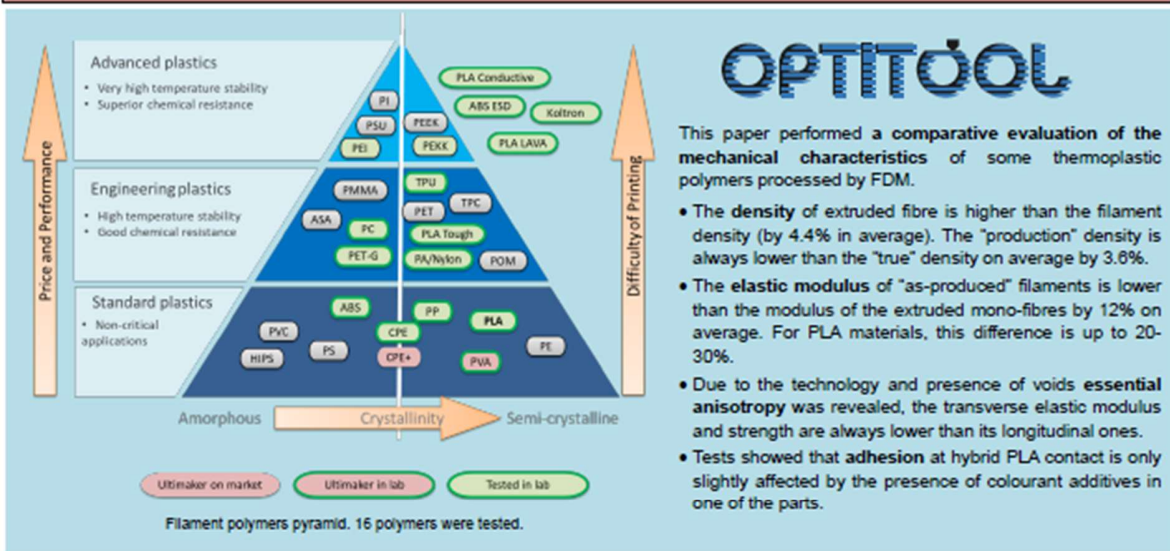 Price and Performance
Advanced plastics
• Very high temperature stability
• Superior chemical resistance
Engineering plastics
• High temperature stability
• Good chemical resistance
Standard plastics
• Non-critical
applications
PI
PSU
PEI
PEEK
PEKK
PLA Conductive
ABS ESD
Koltron
PLA LAVA
PMMA
ASA
PC
PET-G
TPU
PET
TPC
PLA Tough
PA/Nylon
POM
ABS
PVC
HIPS
PS
CPE
CPE+
PP
PLA
PVA
PE
Difficulty of Printing
Amorphous
Crystallinity
Semi-crystalline
Ultimaker on market
Ultimaker in lab
Tested in lab
Filament polymers pyramid. 16 polymers were tested.
OPTITOOL
This paper performed a comparative evaluation of the
mechanical characteristics of some thermoplastic
polymers processed by FDM.
• The density of extruded fibre is higher than the filament
density (by 4.4% in average). The "production" density is
always lower than the "true" density on average by 3.6%.
• The elastic modulus of "as-produced" filaments is lower
than the modulus of the extruded mono-fibres by 12% on
average. For PLA materials, this difference is up to 20-
30%.
• Due to the technology and presence of voids essential
anisotropy was revealed, the transverse elastic modulus
and strength are always lower than its longitudinal ones.
• Tests showed that adhesion at hybrid PLA contact is only
slightly affected by the presence of colourant additives in
one of the parts.